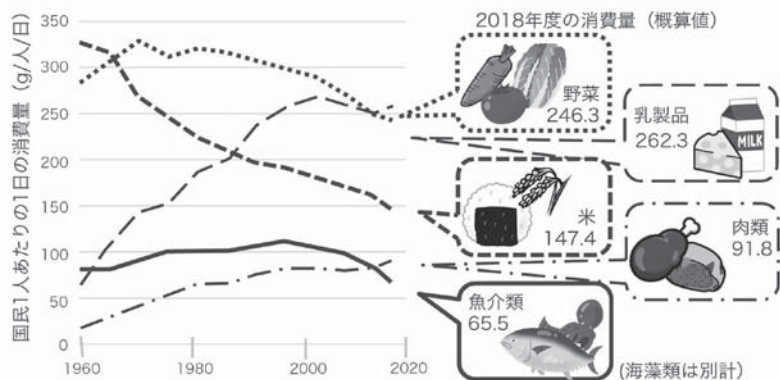 2018年度の消費量（概算値）
国民1人あたりの1日の消費量（g/人/日）
350
300
250
200
150
100
50
0
1960
1980
2000
2020
野菜
246.3
乳製品
262.3
MILK
米
147.4
肉類
91.8
魚介類
65.5
(海藻類は別計)